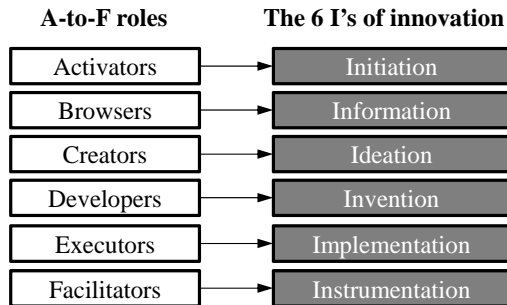 A-to-F roles The 6 I's of innovation
Activators Initiation
Browsers Information
Creators Ideation
Developers Invention
Executors Implementation
Facilitators Instrumentation